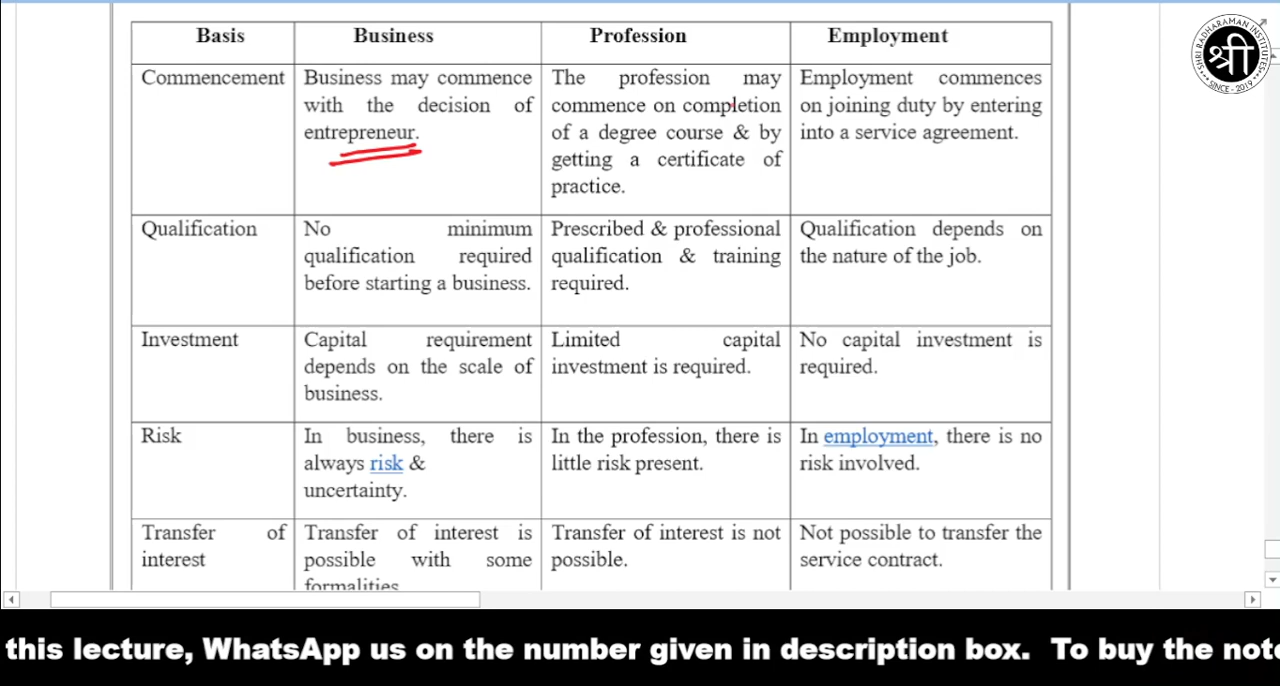 Basis Business Profession Employment
Commencement
Business may commence
with the decision of
entrepreneur.
The profession may
commence on completion
of a degree course & by
getting a certificate of
practice.
Employment commences
on joining duty by entering
into a service agreement.
Qualification
No minimum
qualification required
before starting a business.
Prescribed & professional
qualification & training
required.
Qualification depends on
the nature of the job.
Investment
Capital requirement
depends on the scale of
business.
Limited capital
investment is required.
No capital investment is
required.
Risk
In business, there is
always risk &
uncertainty.
In the profession, there is
little risk present.
In employment, there is no
risk involved.
Transfer of
interest
Transfer of interest is
possible with some
formalities
Transfer of interest is not
possible.
Not possible to transfer the
service contract.
SHRI RADHARAMAN INSTITUTES
श्री
SINCE - 2019
this lecture, WhatsApp us on the number given in description box. To buy the note